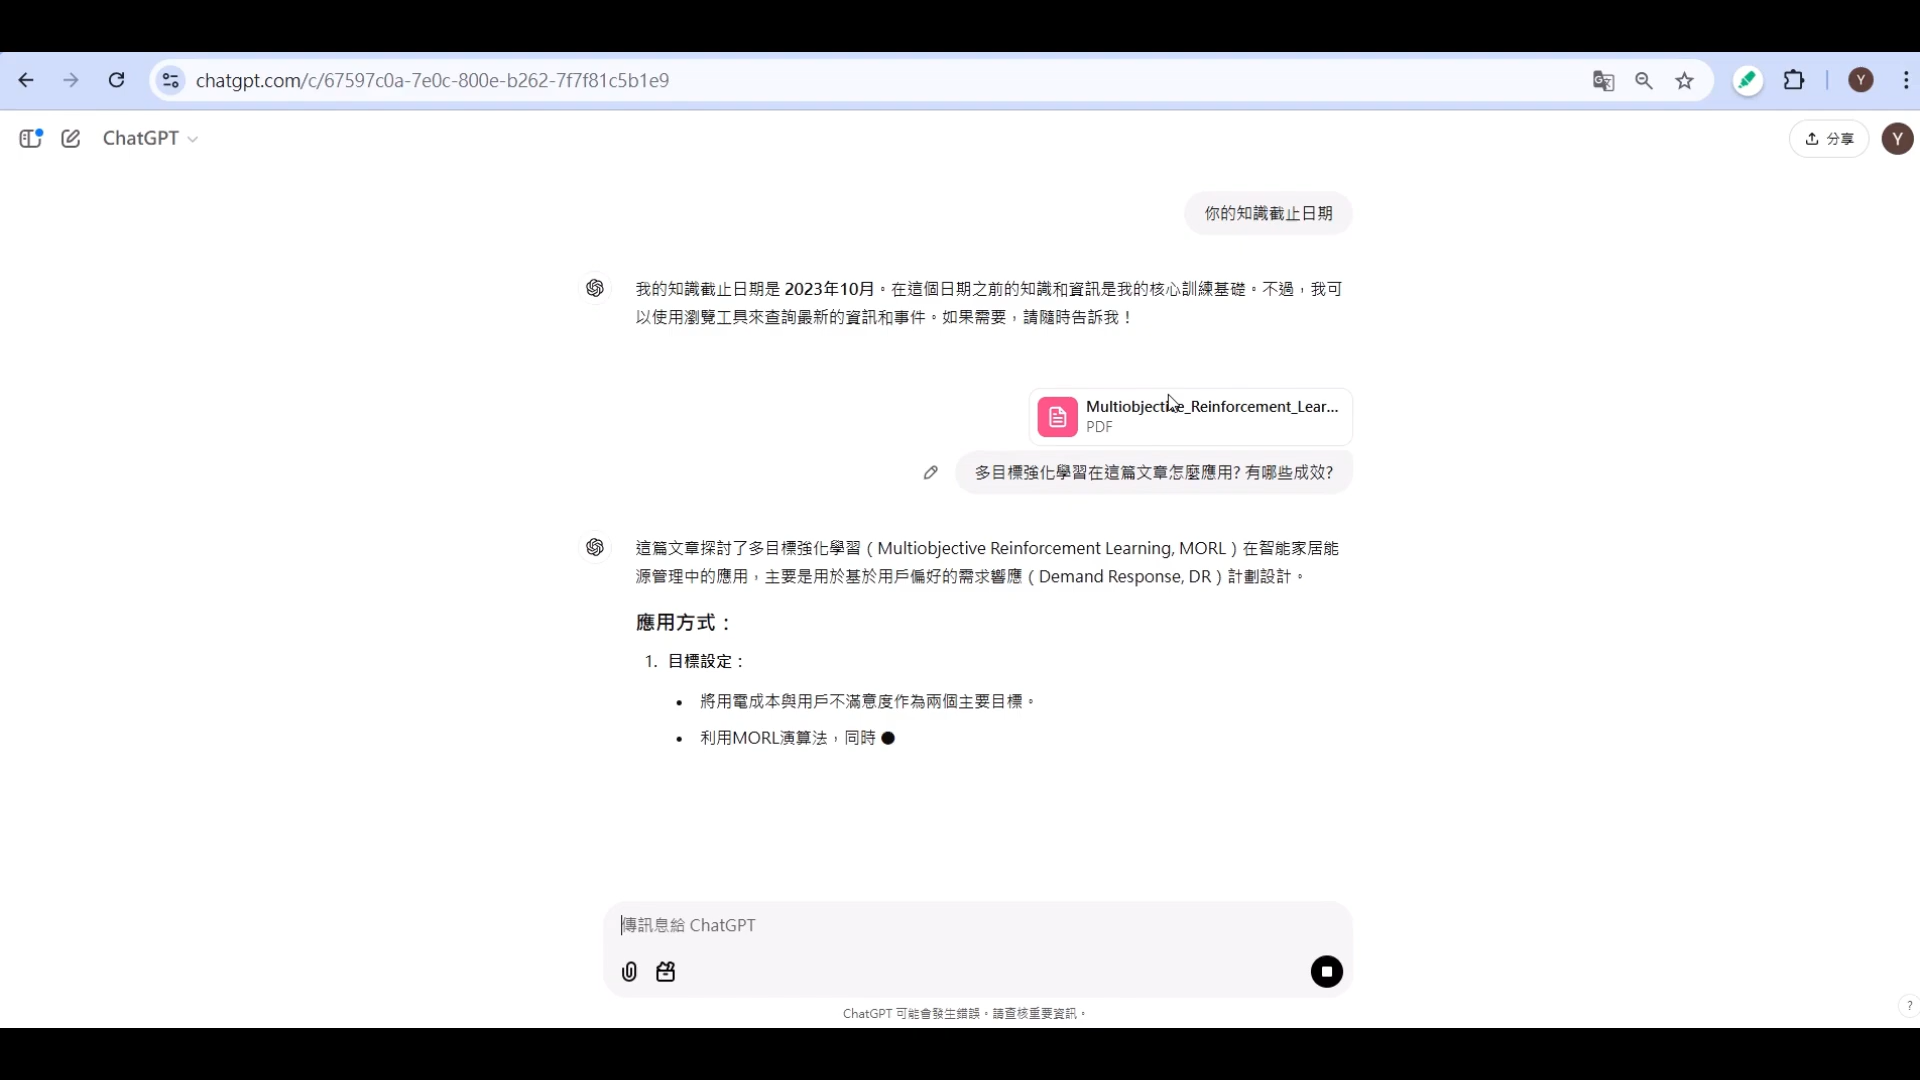 chatgpt.com/c/67597c0a-7e0c-800e-b262-7f7f81c5b1e9
Y
ChatGPT
分享
Y
你的知識截止日期
我的知識截止日期是 2023年10月。在這個日期之前的知識和資訊是我的核心訓練基礎。不過，我可
以使用瀏覽工具來查詢最新的資訊和事件。如果需要，請隨時告訴我！
Multiobjective_Reinforcement_Lear...
PDF
多目標強化學習在這篇文章怎麼應用? 有哪些成效?
這篇文章探討了多目標強化學習（Multiobjective Reinforcement Learning, MORL）在智能家居能
源管理中的應用，主要是用於基於用戶偏好的需求響應（Demand Response, DR）計劃設計。
應用方式：
1. 目標設定：
• 將用電成本與用戶不滿意度作為兩個主要目標。
• 利用MORL演算法，同時
傳訊息給 ChatGPT
ChatGPT 可能會發生錯誤。請查核重要資訊。
?